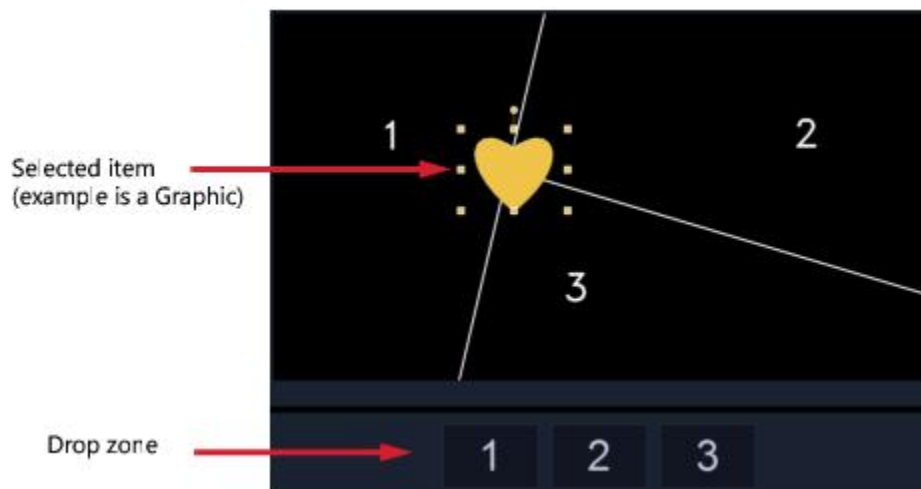 1
2
Selected item
(example is a Graphic)
3
Drop zone
1 2 3